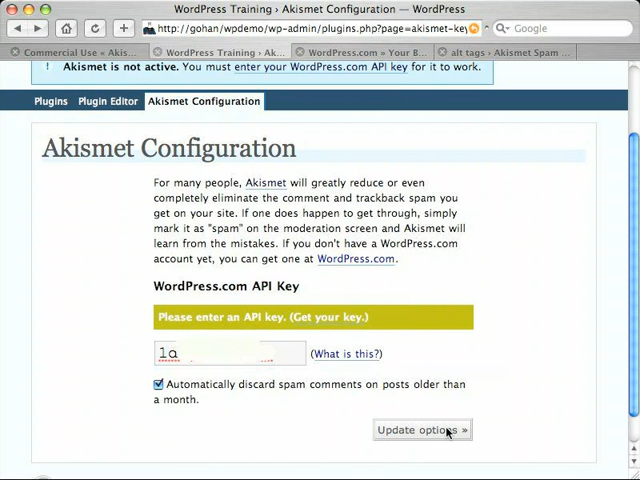 WordPress Training › Akismet Configuration — WordPress
http://gohan/wpdemo/wp-admin/plugins.php?page=akismet-key
Google
Commercial Use « Akis...
WordPress Training › Ak...
WordPress.com » Your B...
alt tags › Akismet Spam ...
! Akismet is not active. You must enter your WordPress.com API key for it to work.
Plugins Plugin Editor Akismet Configuration
Akismet Configuration
For many people, Akismet will greatly reduce or even
completely eliminate the comment and trackback spam you
get on your site. If one does happen to get through, simply
mark it as "spam" on the moderation screen and Akismet will
learn from the mistakes. If you don't have a WordPress.com
account yet, you can get one at WordPress.com.
WordPress.com API Key
Please enter an API key. (Get your key.)
1a
(What is this?)
Automatically discard spam comments on posts older than
a month.
Update options »